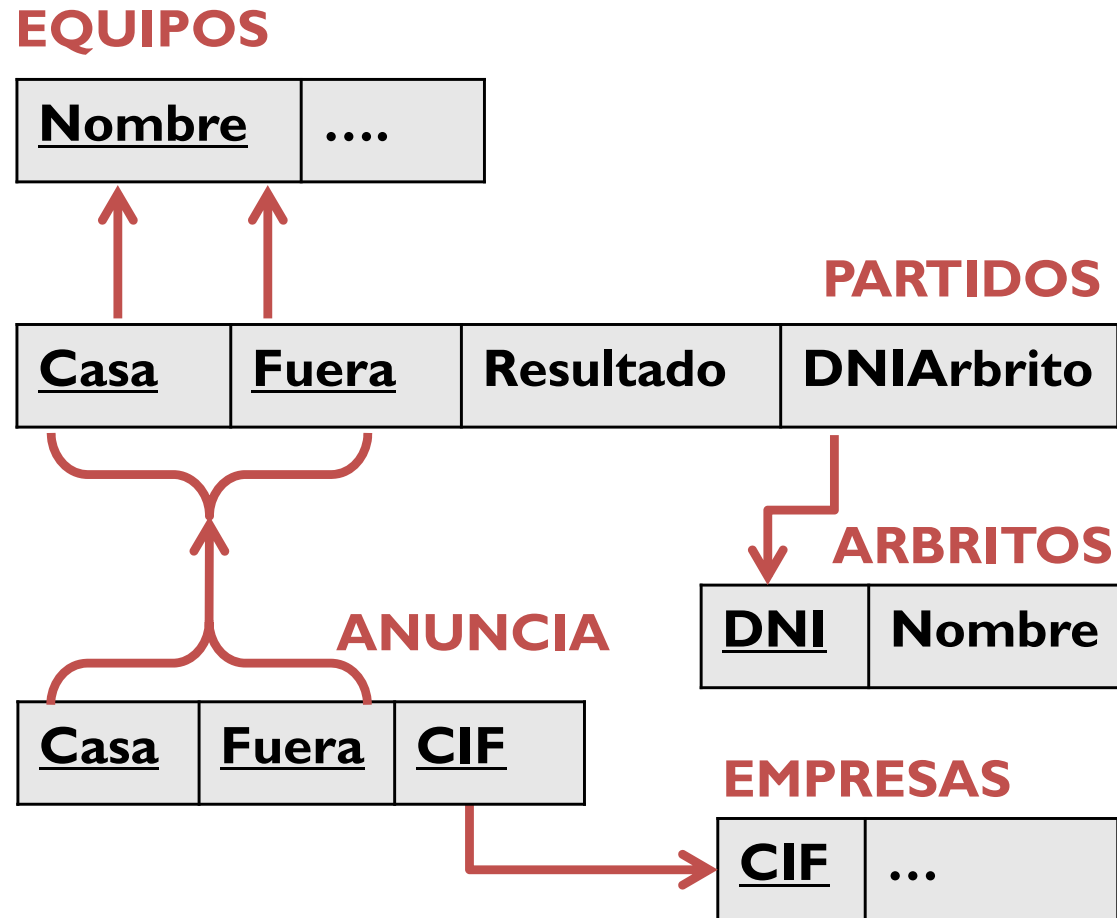 EQUIPOS
Nombre ....
PARTIDOS
Casa Fuera Resultado DNIArbrito
ARBRITOS
DNI Nombre
ANUNCIA
Casa Fuera CIF
EMPRESAS
CIF ...